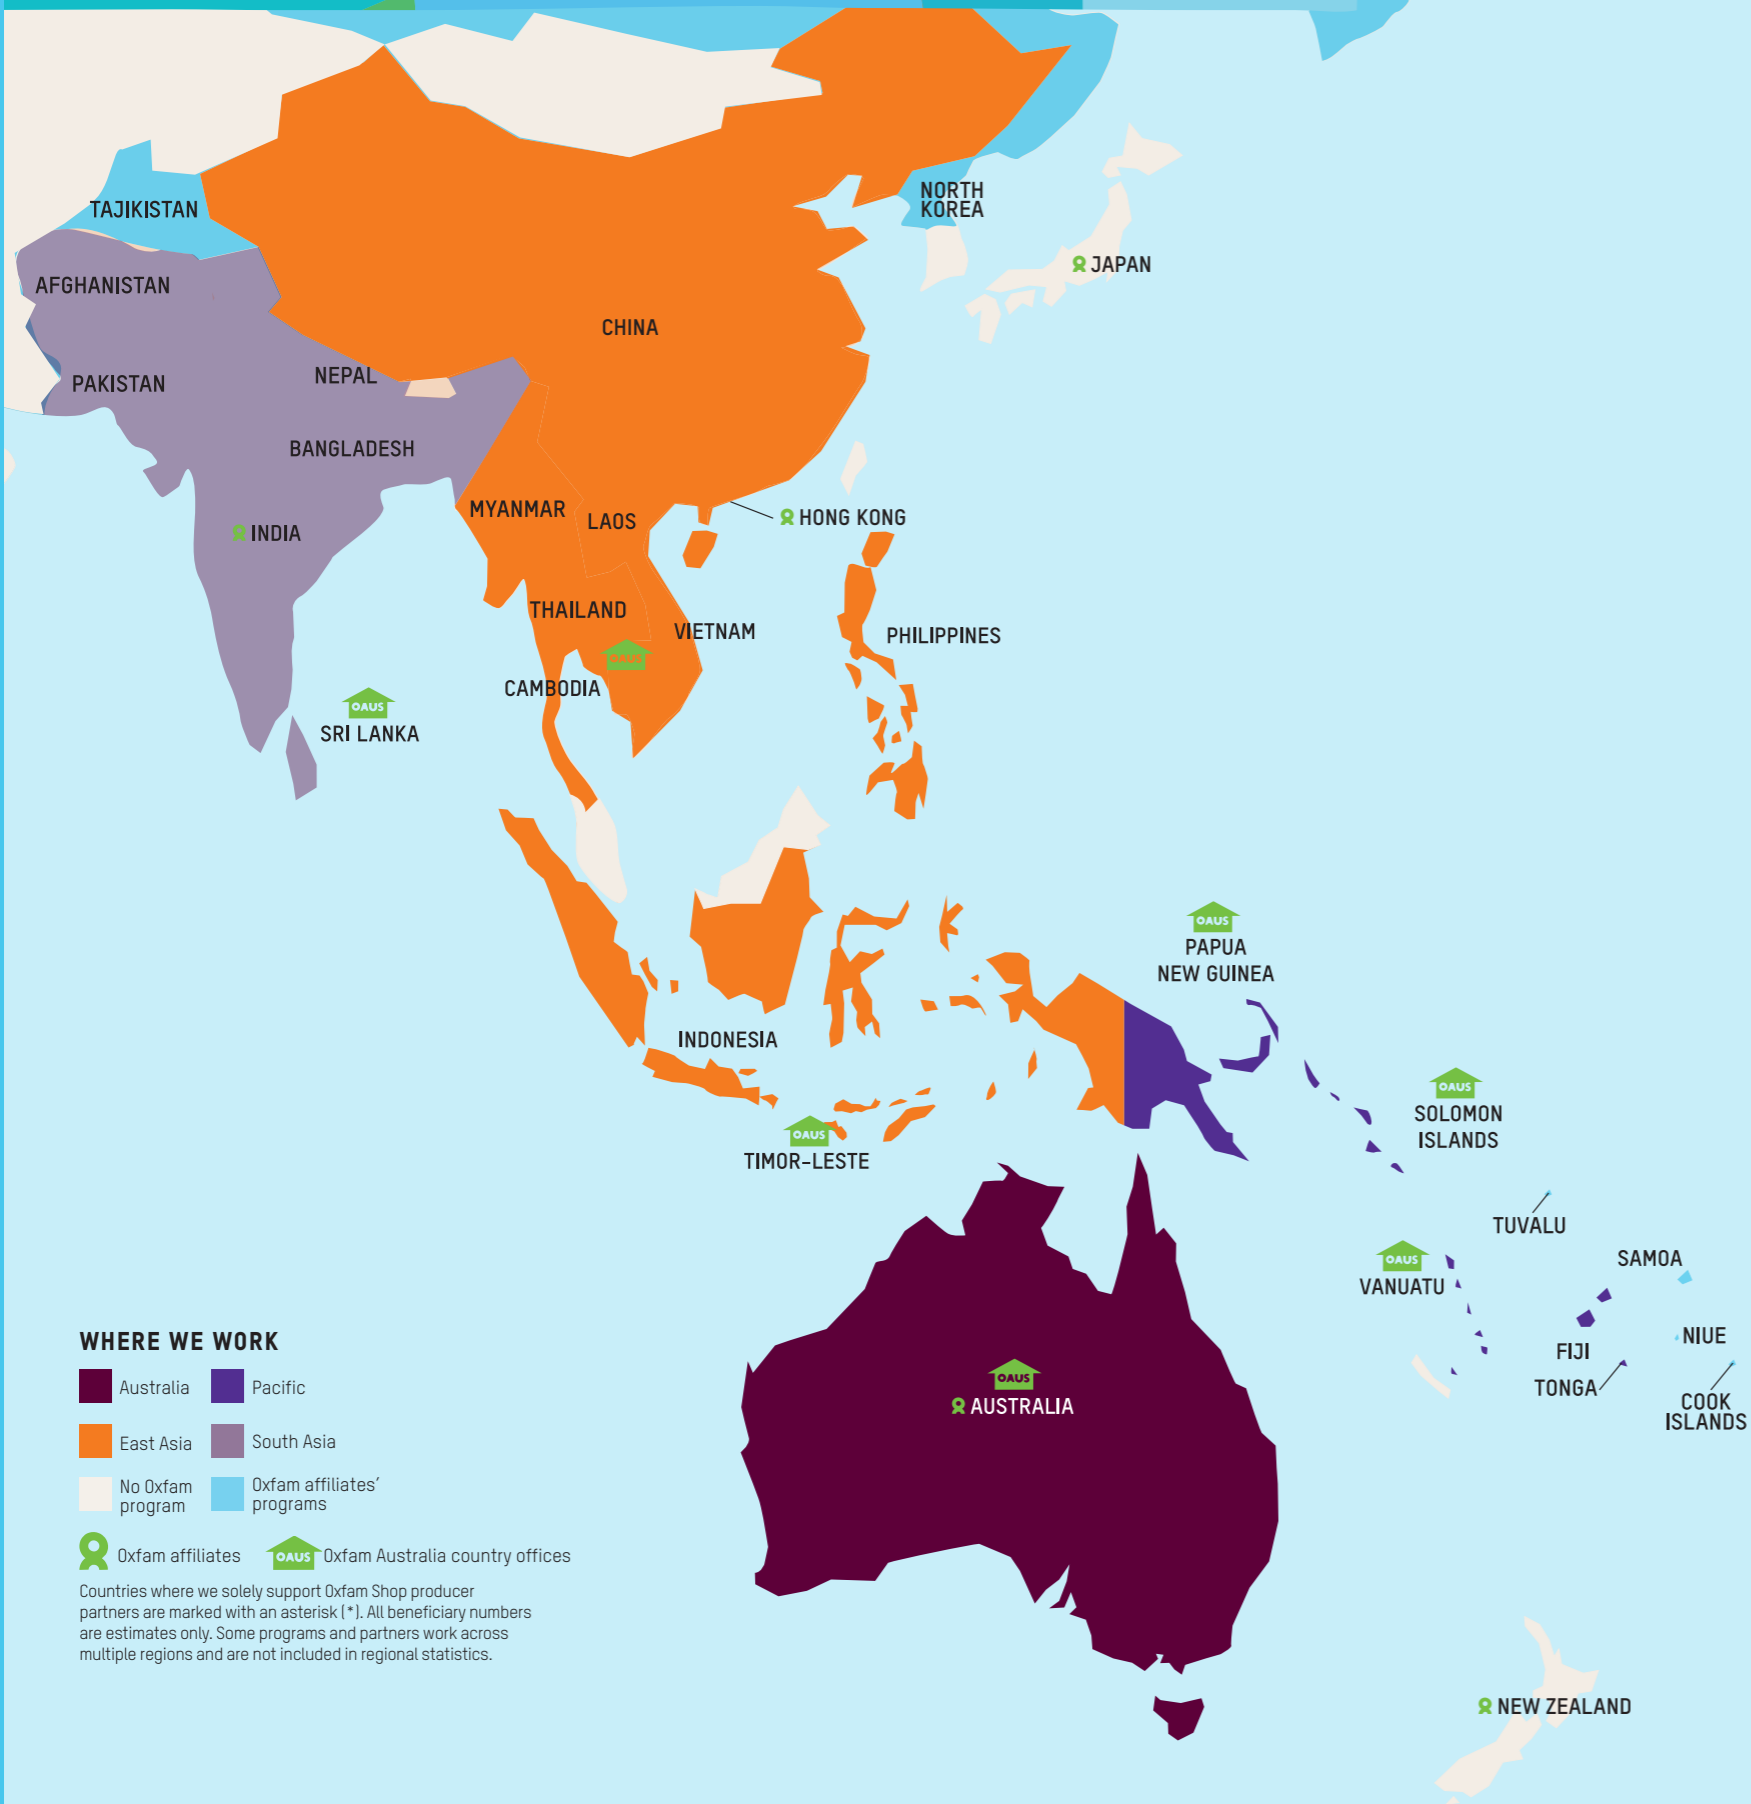 TAJIKISTAN
NORTH
KOREA
JAPAN
AFGHANISTAN
CHINA
PAKISTAN
NEPAL
BANGLADESH
MYANMAR
LAOS
HONG KONG
INDIA
THAILAND
VIETNAM
PHILIPPINES
OAUS
CAMBODIA
OAUS
SRI LANKA
OAUS
PAPUA
NEW GUINEA
INDONESIA
OAUS
SOLOMON
ISLANDS
OAUS
TIMOR-LESTE
TUVALU
OAUS
VANUATU
SAMOA
FIJI
NIUE
TONGA
COOK
ISLANDS
OAUS
AUSTRALIA
NEW ZEALAND
WHERE WE WORK
Australia
Pacific
East Asia
South Asia
No Oxfam
program
Oxfam affiliates’
programs
Oxfam affiliates
OAUS
Oxfam Australia country offices
Countries where we solely support Oxfam Shop producer
partners are marked with an asterisk (*). All beneficiary numbers
are estimates only. Some programs and partners work across
multiple regions and are not included in regional statistics.